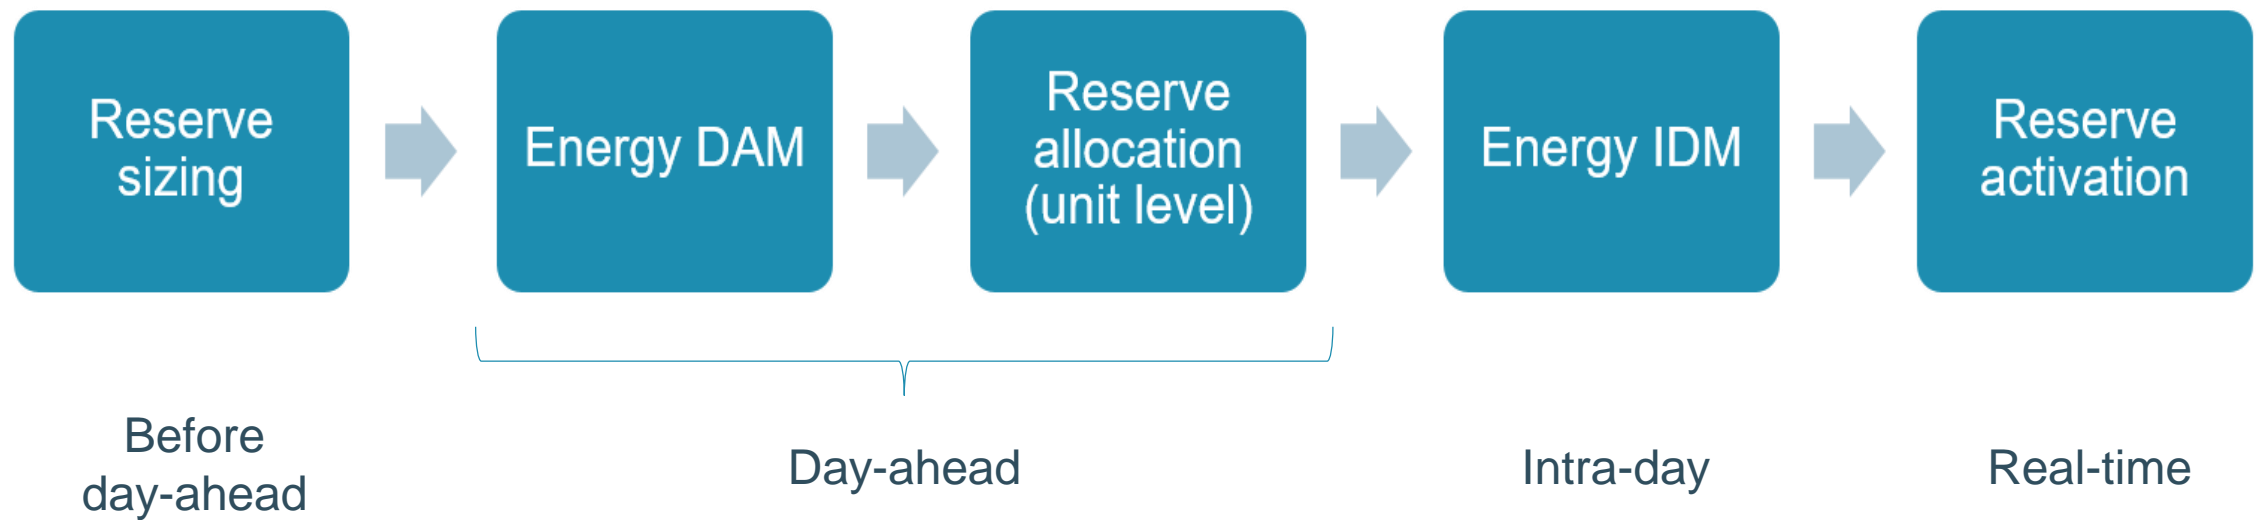 Reserve
sizing
Energy DAM
Reserve
allocation
(unit level)
Energy IDM
Reserve
activation
Before
day-ahead
Day-ahead
Intra-day
Real-time